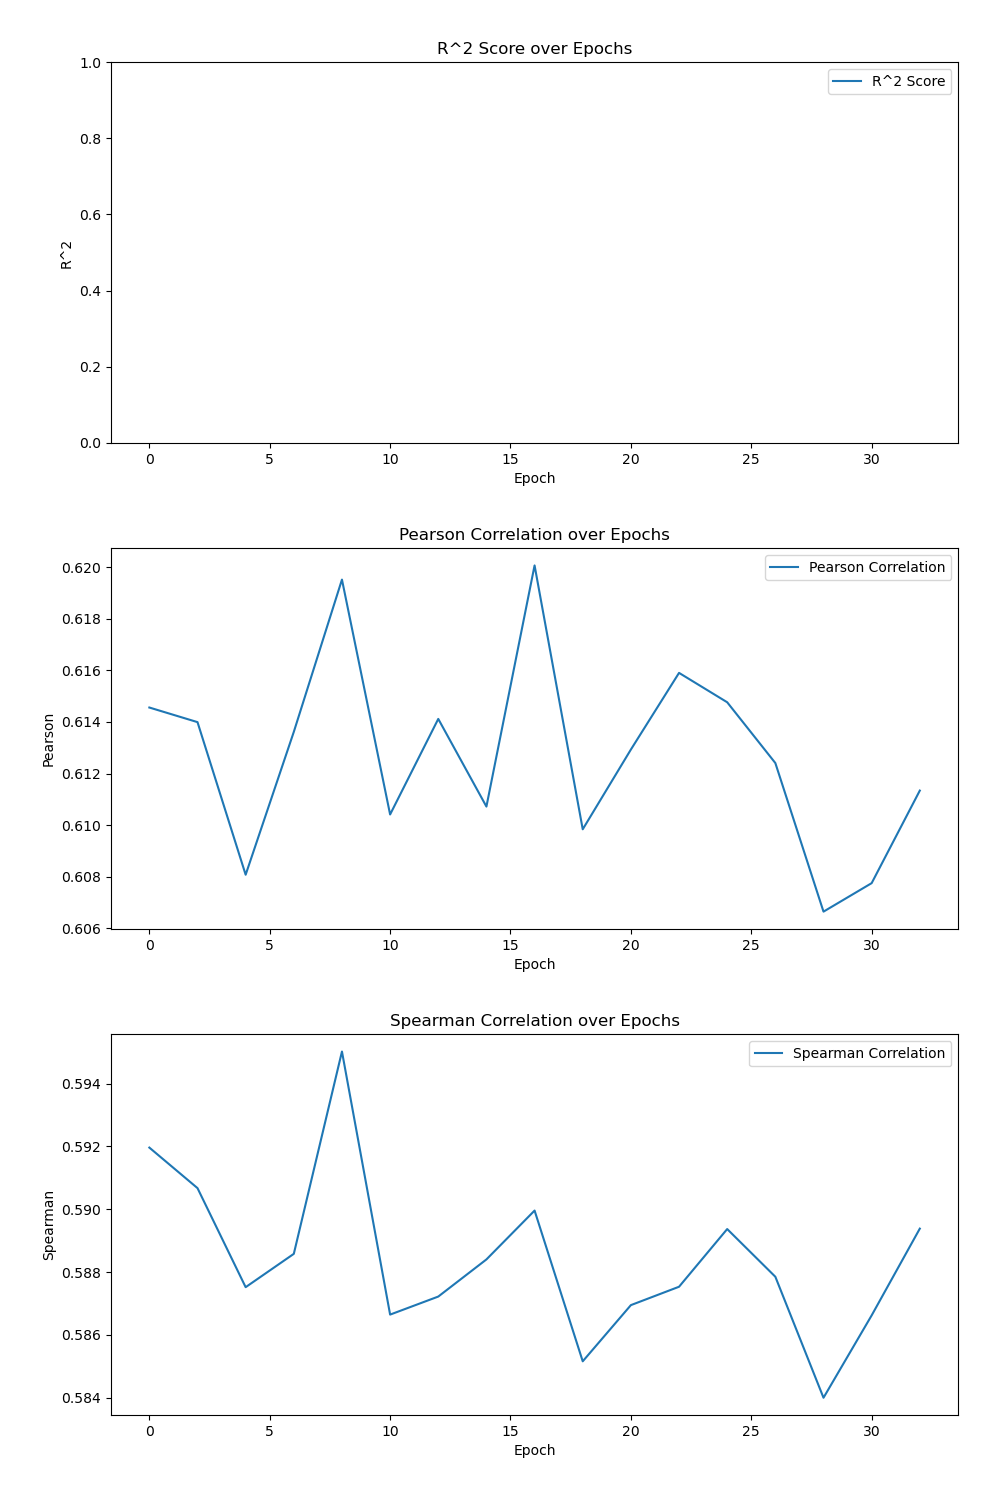 R^2 Score over Epochs
1.0
R^2 Score
0.8
0.6
R^2
0.4
0.2
0.0
0 5 10 15 20 25 30
Epoch
Pearson Correlation over Epochs
0.620
Pearson Correlation
0.618
0.616
0.614
Pearson
0.612
0.610
0.608
0.606
0 5 10 15 20 25 30
Epoch
Spearman Correlation over Epochs
Spearman Correlation
0.594
0.592
0.590
Spearman
0.588
0.586
0.584
0 5 10 15 20 25 30
Epoch